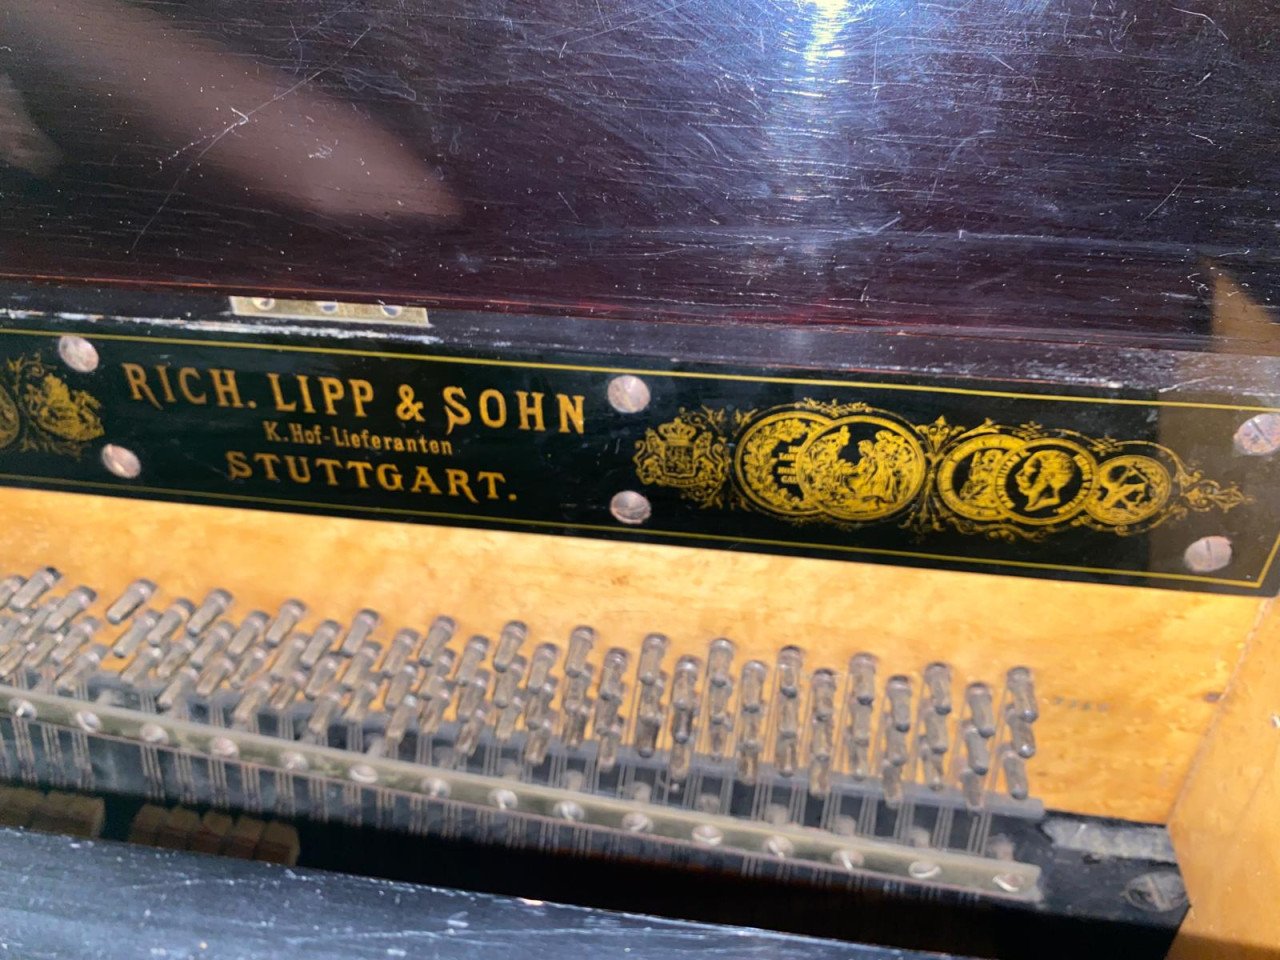 RICH. LIPP & SOHN
K. Hof-Lieferanten
STUTTGART.